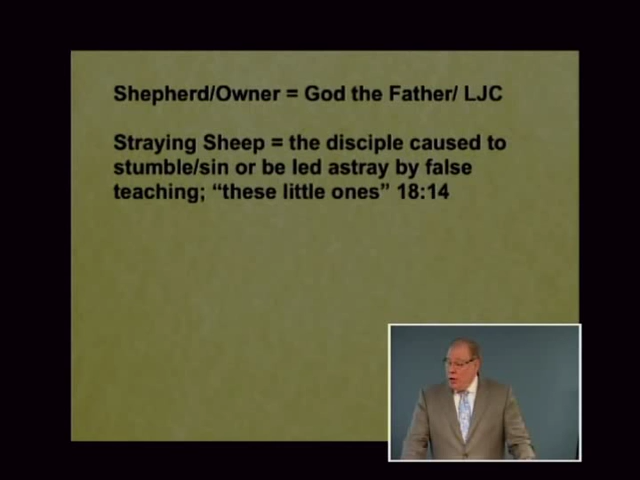 Shepherd/Owner = God the Father/ LJC
Straying Sheep = the disciple caused to
stumble/sin or be led astray by false
teaching; “these little ones” 18:14